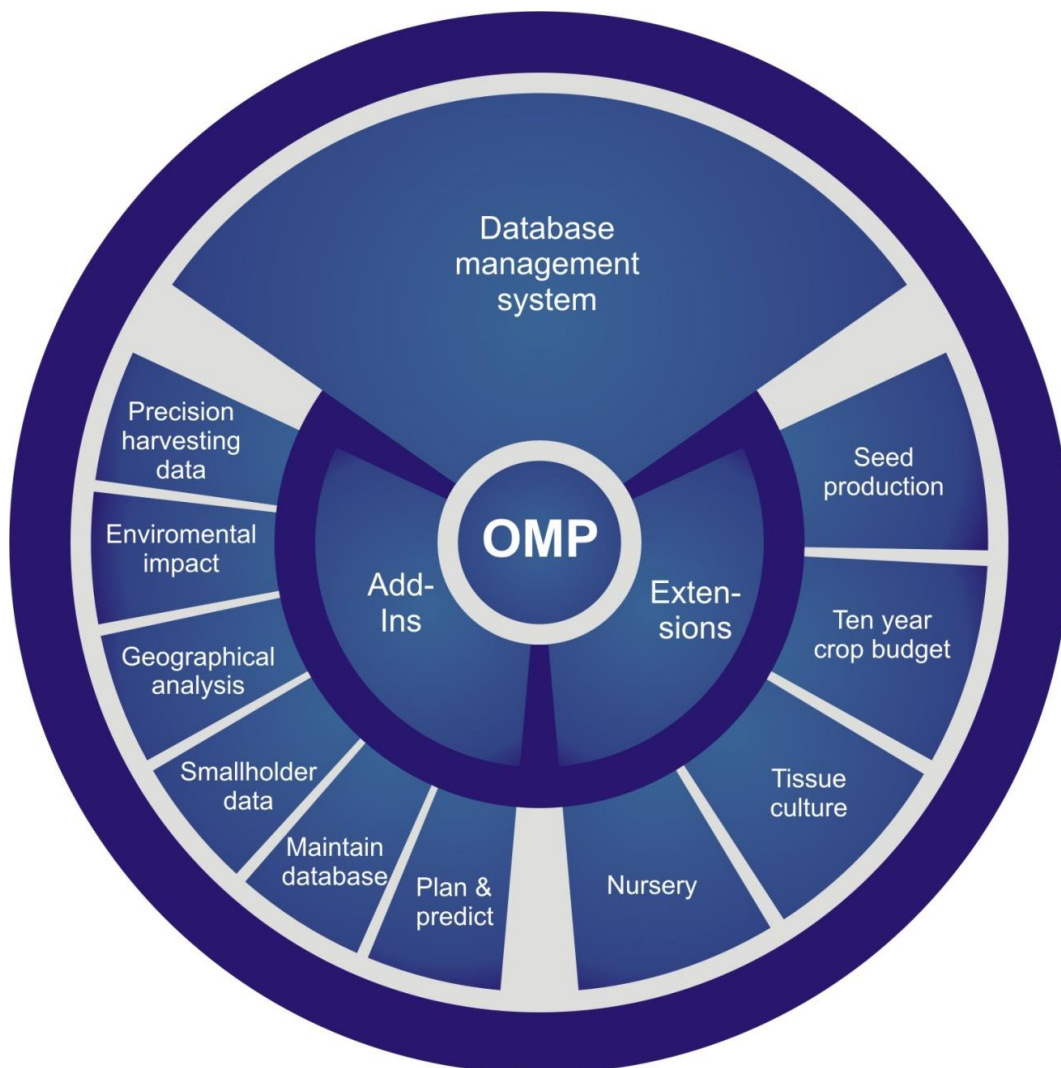 Database
management
system
Precision
harvesting
data
Enviromental
impact
Geographical
analysis
Smallholder
data
Maintain
database
Plan &
predict
Add-
Ins
OMP
Exten-
sions
Seed
production
Ten year
crop budget
Tissue
culture
Nursery